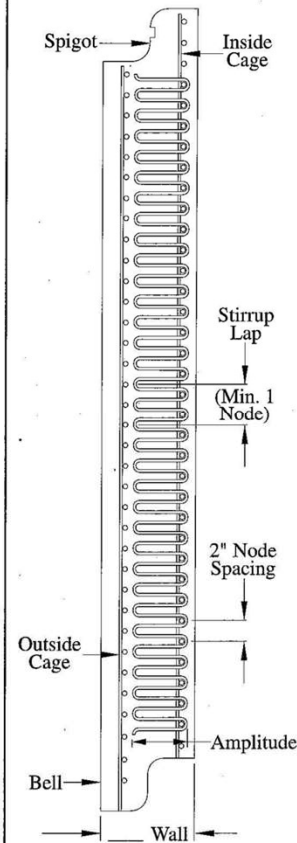 Spigot
Inside
Cage
Stirrup
Lap
(Min. 1
Node)
2" Node
Spacing
Outside
Cage
Amplitude
Bell
Wall